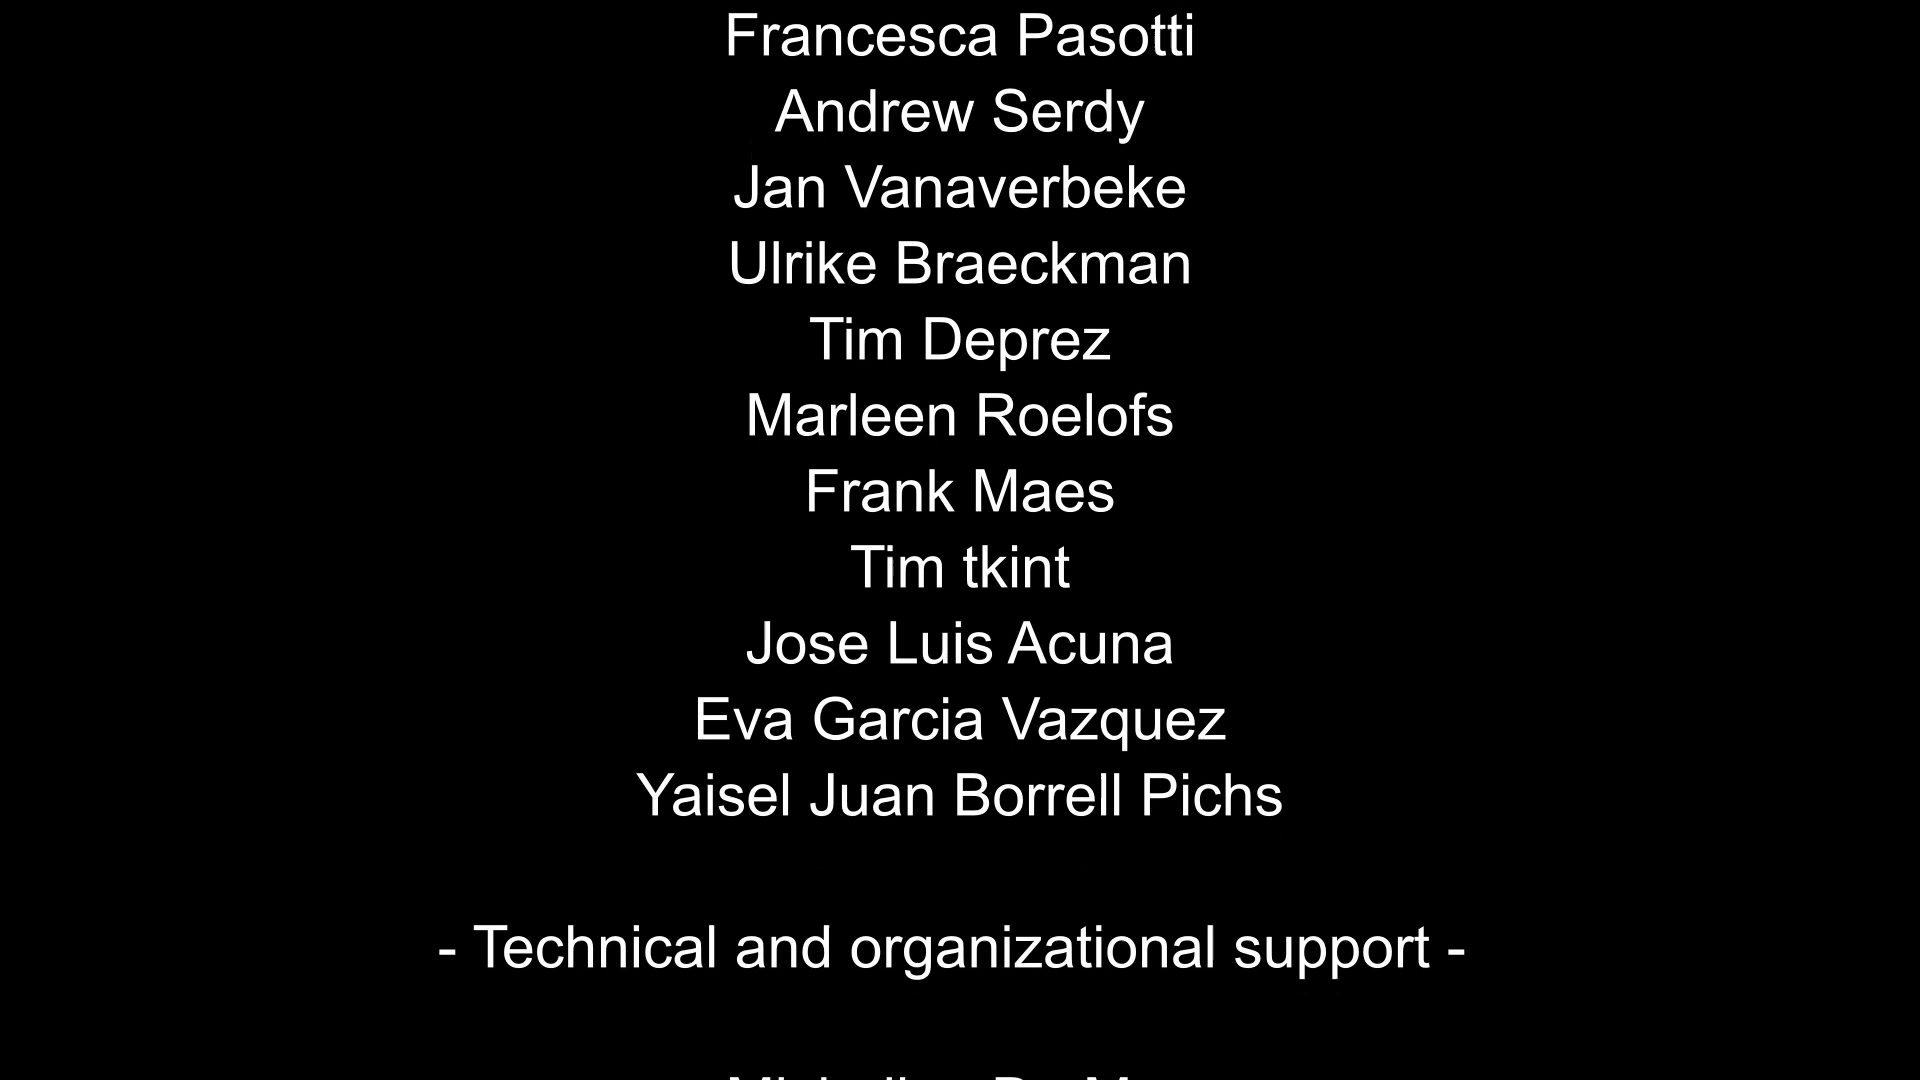 Francesca Pasotti
Andrew Serdy
Jan Vanaverbeke
Ulrike Braeckman
Tim Deprez
Marleen Roelofs
Frank Maes
Tim tkint
Jose Luis Acuna
Eva Garcia Vazquez
Yaisel Juan Borrell Pichs
- Technical and organizational support -